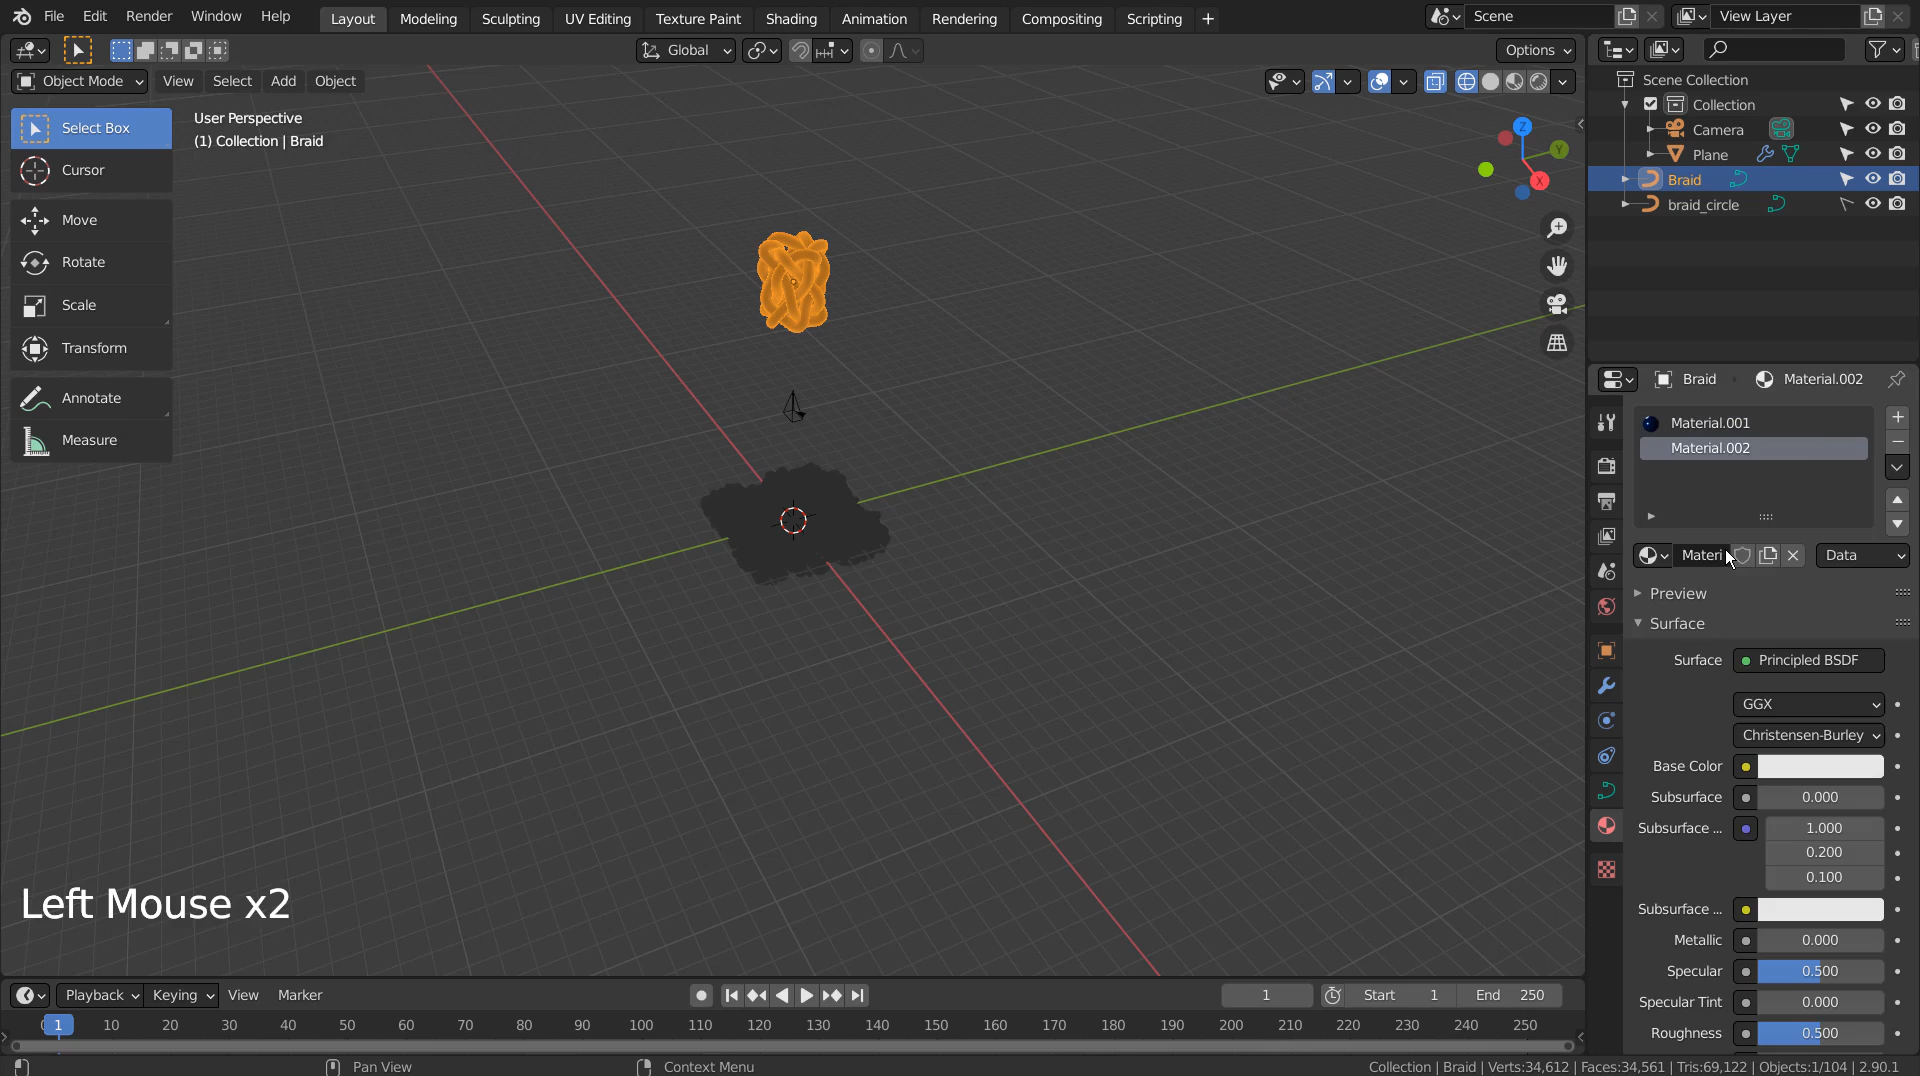 File Edit Render Window Help Layout Modeling Sculpting UV Editing Texture Paint Shading Animation Rendering Compositing Scripting + Scene View Layer
Global Options
Object Mode View Select Add Object
Select Box
Cursor
Move
Rotate
Scale
Transform
Annotate
Measure
User Perspective
(1) Collection | Braid
Z
Y
X
Left Mouse x2
Scene Collection
Collection
Camera
Plane
Braid
braid_circle
Braid Material.002
Material.001
Material.002
Materi Data
Preview
Surface
Surface Principled BSDF
GGX
Christensen-Burley
Base Color
Subsurface 0.000
Subsurface ... 1.000
0.200
0.100
Subsurface ...
Metallic 0.000
Specular 0.500
Specular Tint 0.000
Roughness 0.500
Playback Keying View Marker 1 Start 1 End 250
1 10 20 30 40 50 60 70 80 90 100 110 120 130 140 150 160 170 180 190 200 210 220 230 240 250
Pan View Context Menu Collection | Braid | Verts:34,612 | Faces:34,561 | Tris:69,122 | Objects:1/104 | 2.90.1